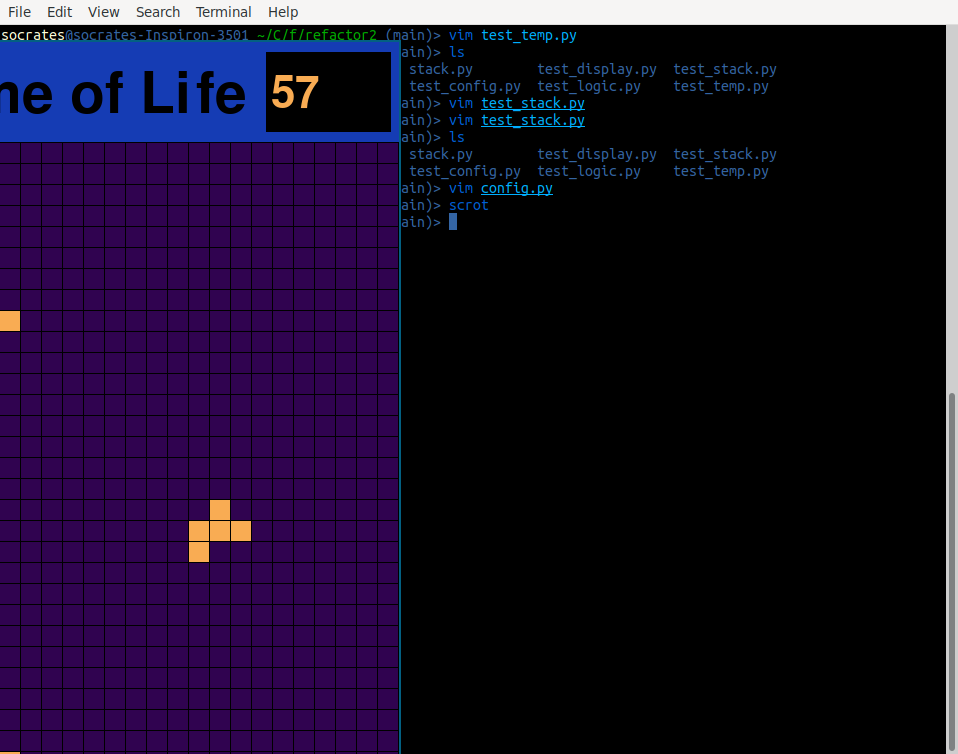 File Edit View Search Terminal Help
socrates@socrates-Inspiron-3501 ~/C/f/refactor2 (main)> vim test_temp.py
ain)> ls
stack.py test_display.py test_stack.py
test_config.py test_logic.py test_temp.py
ain)> vim test_stack.py
ain)> vim test_stack.py
ain)> ls
stack.py test_display.py test_stack.py
test_config.py test_logic.py test_temp.py
ain)> vim config.py
ain)> scrot
ain)>
ne of Life 57